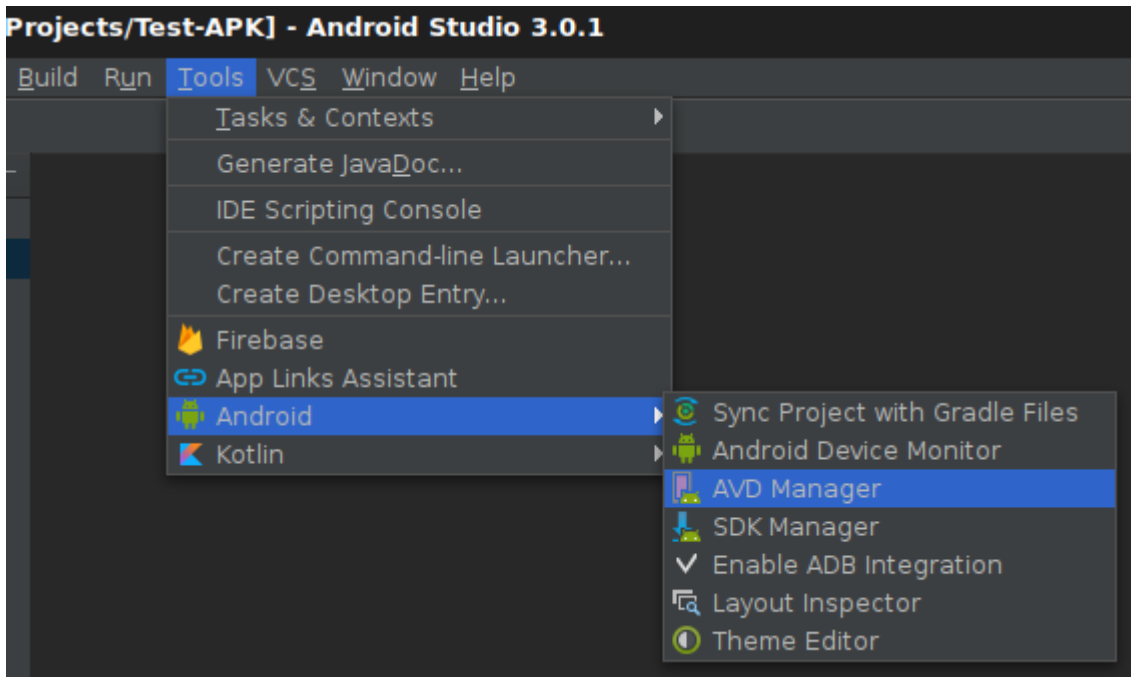 Projects/Test-APK] - Android Studio 3.0.1
Build Run Tools VCS Window Help
Tasks & Contexts
Generate JavaDoc...
IDE Scripting Console
Create Command-line Launcher...
Create Desktop Entry...
Firebase
App Links Assistant
Android
Kotlin
Sync Project with Gradle Files
Android Device Monitor
AVD Manager
SDK Manager
Enable ADB Integration
Layout Inspector
Theme Editor